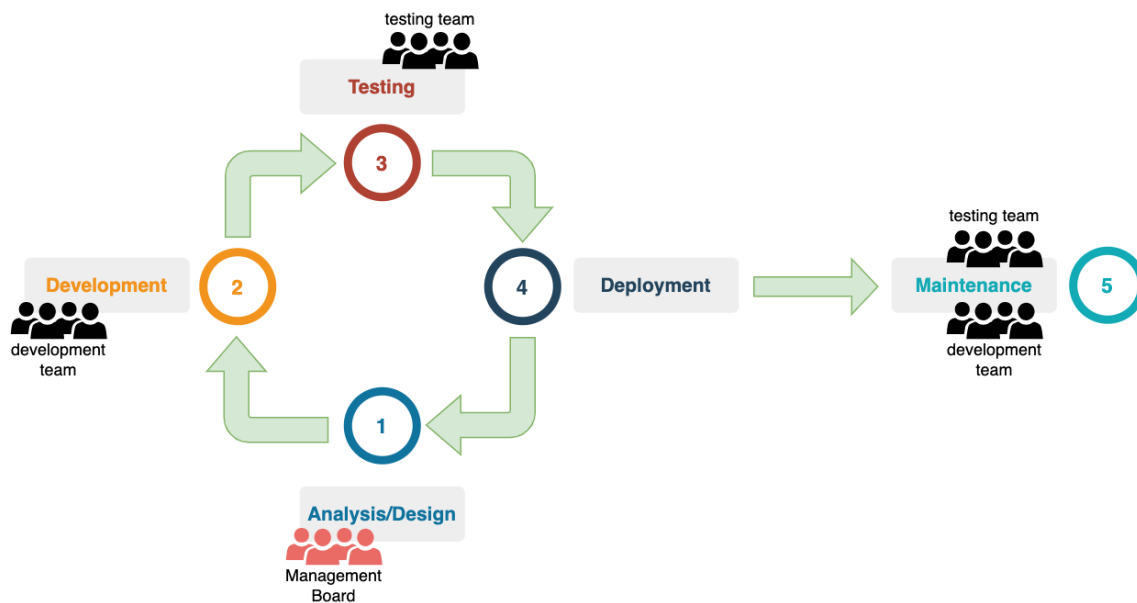 testing team
Testing
3
testing team
Development
2
4
Deployment
Maintenance
5
development
team
development
team
1
Analysis/Design
Management
Board